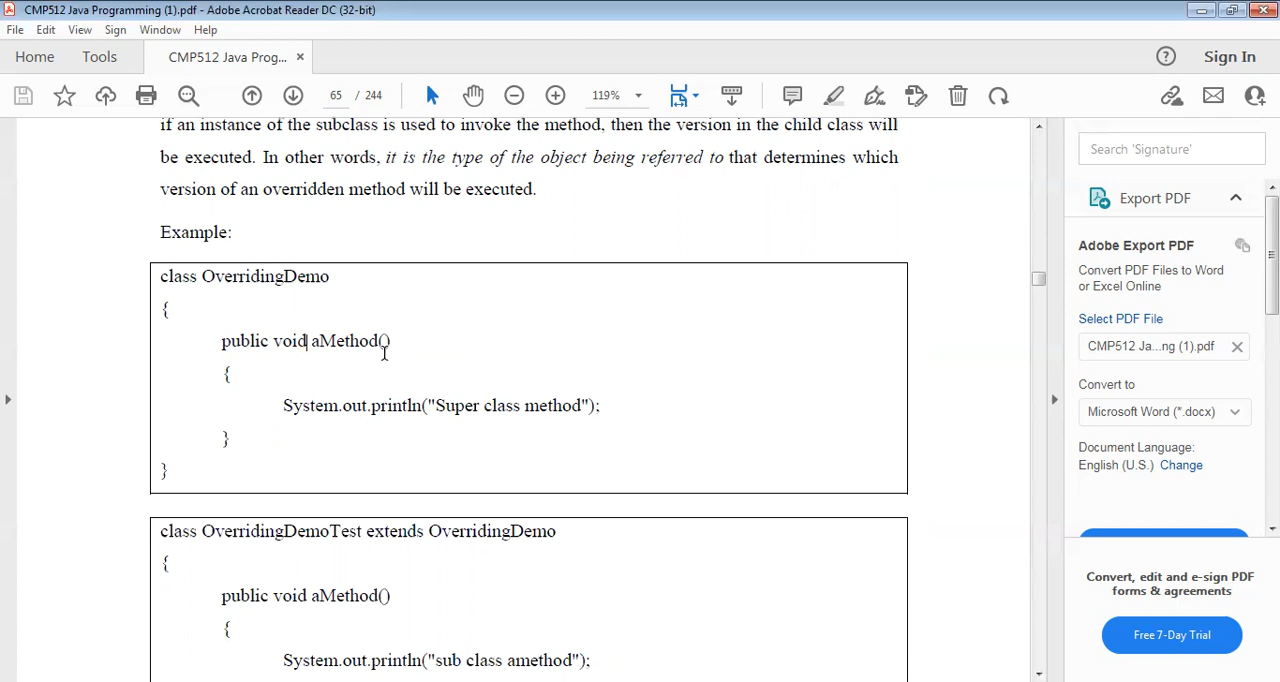 CMP512 Java Programming (1).pdf - Adobe Acrobat Reader DC (32-bit)
File Edit View Sign Window Help
Home Tools CMP512 Java Prog... ×
Sign In
65 / 244
119%
if an instance of the subclass is used to invoke the method, then the version in the child class will
be executed. In other words, it is the type of the object being referred to that determines which
version of an overridden method will be executed.
Example:
class OverridingDemo
{
public void aMethod()
{
System.out.println("Super class method");
}
}
class OverridingDemoTest extends OverridingDemo
{
public void aMethod()
{
System.out.println("sub class amethod");
Search 'Signature'
Export PDF
Adobe Export PDF
Convert PDF Files to Word
or Excel Online
Select PDF File
CMP512 Ja...ng (1).pdf
Convert to
Microsoft Word (*.docx)
Document Language:
English (U.S.) Change
Convert, edit and e-sign PDF
forms & agreements
Free 7-Day Trial